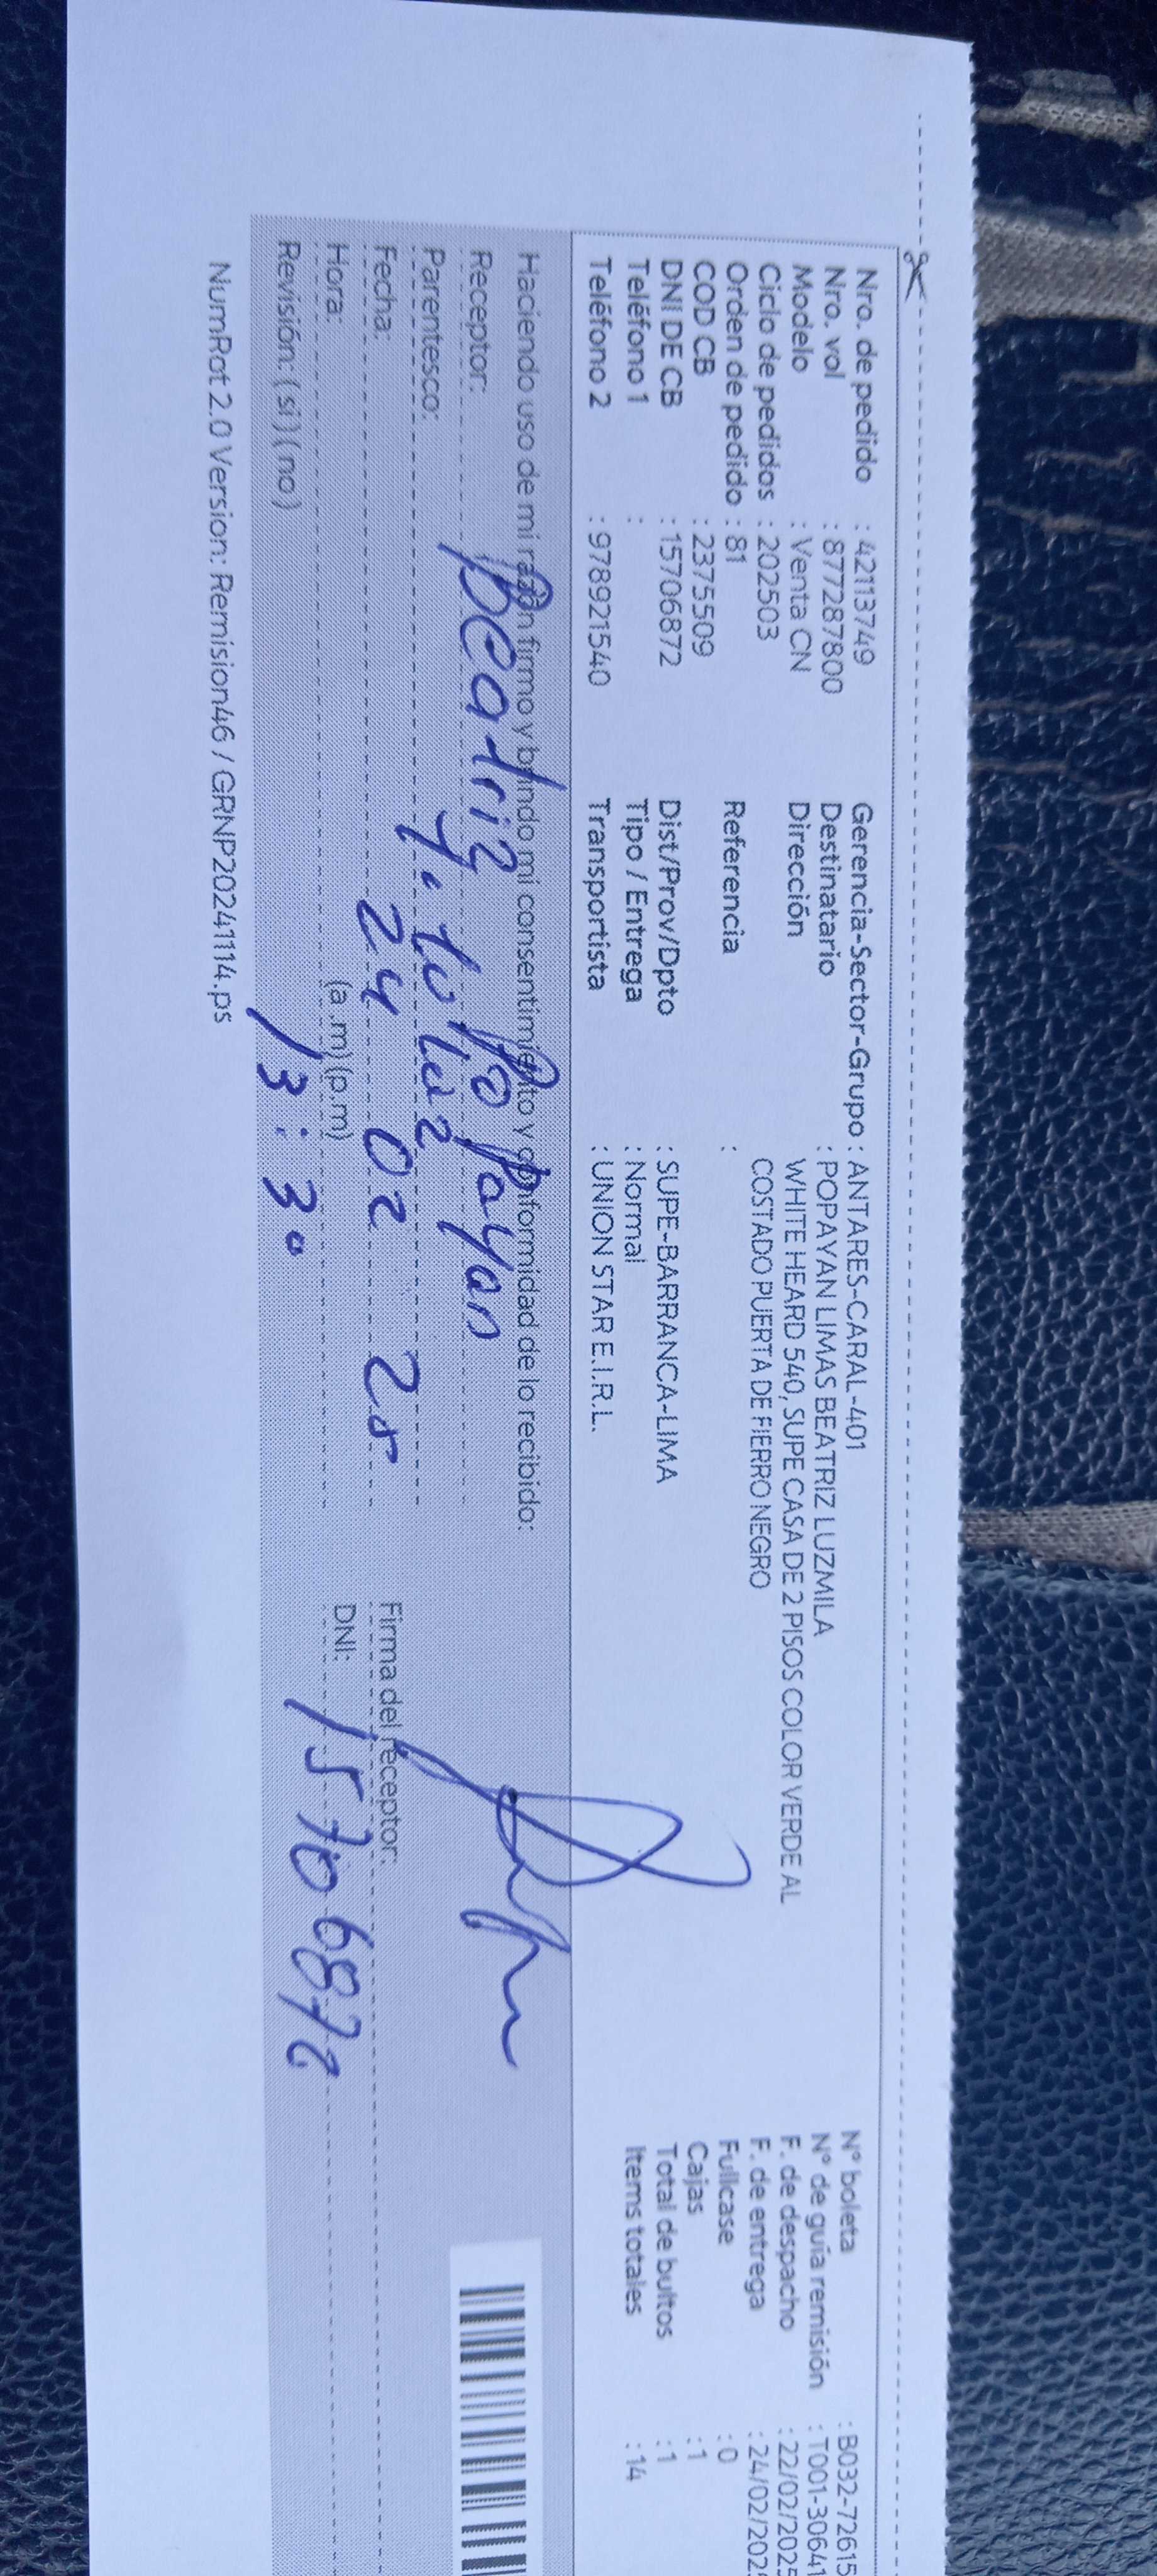 Nro. de pedido : 42113749 Gerencia-Sector-Grupo : ANTARES-CARAL-401 N° boleta : B032-72615
Nro. vol : 877287800 Destinatario : POPAYAN LIMAS BEATRIZ LUZMILA N° de guía remisión : T001-30641
Modelo : Venta CN Dirección WHITE HEARD 540, SUPE CASA DE 2 PISOS COLOR VERDE AL F. de despacho : 22/02/2025
Ciclo de pedidos : 202503 COSTADO PUERTA DE FIERRO NEGRO F. de entrega : 24/02/202
Orden de pedido : 81 Referencia : Fullcase : 0
COD CB : 2375509 Cajas : 1
DNI DE CB : 15706872 Dist/Prov/Dpto : SUPE-BARRANCA-LIMA Total de bultos : 1
Teléfono 1 : Tipo / Entrega : Normal Items totales : 14
Teléfono 2 : 978921540 Transportista : UNION STAR E.I.R.L.
Haciendo uso de mi razón firmo y brindo mi consentimiento y conformidad de lo recibido:
Receptor: Beatriz Popayan
Parentesco:
Fecha: 24 02 25 Firma del receptor:
Hora: (a .m) (p.m) 13:30 DNI: 15706872
Revisión: ( si ) ( no )
NumRot 2.0 Version: Remision46 / GRNP20241114.ps